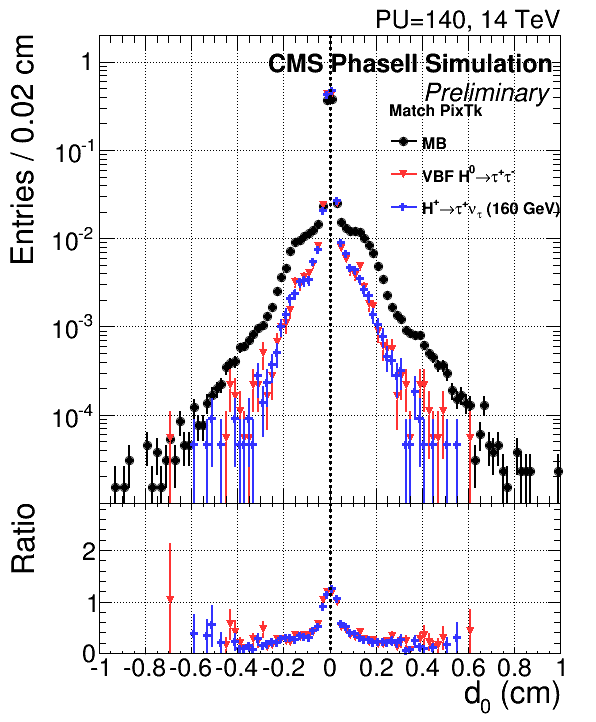 PU=140, 14 TeV
CMS PhaseII Simulation
Preliminary
Match PixTk
MB
VBF H⁰→τ⁺τ⁻
H⁺→τ⁺ντ (160 GeV)
Entries / 0.02 cm
1
10⁻¹
10⁻²
10⁻³
10⁻⁴
Ratio
2
1
0
-1 -0.8 -0.6 -0.4 -0.2 0 0.2 0.4 0.6 0.8 1
d₀ (cm)